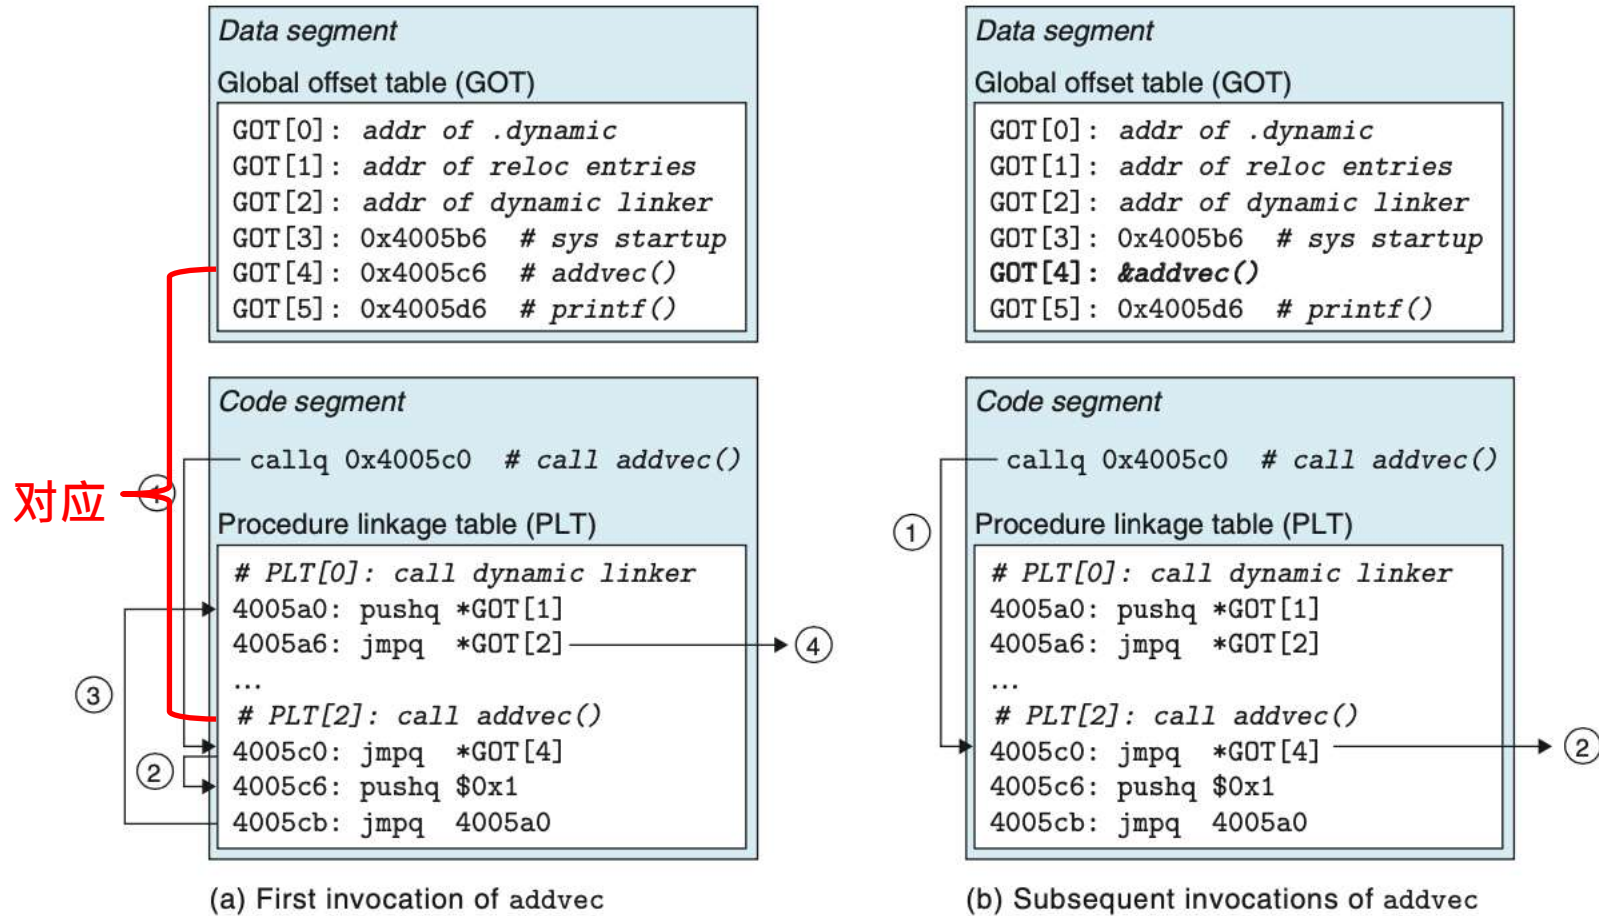 Data segment
Global offset table (GOT)
GOT[0]: addr of .dynamic
GOT[1]: addr of reloc entries
GOT[2]: addr of dynamic linker
GOT[3]: 0x4005b6 # sys startup
GOT[4]: 0x4005c6 # addvec()
GOT[5]: 0x4005d6 # printf()
Code segment
callq 0x4005c0 # call addvec()
对应
1
Procedure linkage table (PLT)
# PLT[0]: call dynamic linker
4005a0: pushq *GOT[1]
4005a6: jmpq *GOT[2]
4
...
3
# PLT[2]: call addvec()
4005c0: jmpq *GOT[4]
2
4005c6: pushq $0x1
4005cb: jmpq 4005a0
(a) First invocation of addvec
Data segment
Global offset table (GOT)
GOT[0]: addr of .dynamic
GOT[1]: addr of reloc entries
GOT[2]: addr of dynamic linker
GOT[3]: 0x4005b6 # sys startup
GOT[4]: &addvec()
GOT[5]: 0x4005d6 # printf()
Code segment
callq 0x4005c0 # call addvec()
1
Procedure linkage table (PLT)
# PLT[0]: call dynamic linker
4005a0: pushq *GOT[1]
4005a6: jmpq *GOT[2]
...
# PLT[2]: call addvec()
4005c0: jmpq *GOT[4]
2
4005c6: pushq $0x1
4005cb: jmpq 4005a0
(b) Subsequent invocations of addvec